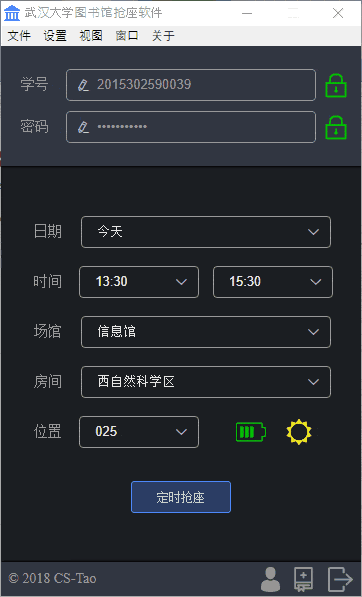 武汉大学图书馆抢座软件
文件 设置 视图 窗口 关于
学号 2015302590039
密码 •••••••••••
日期 今天
时间 13:30 15:30
场馆 信息馆
房间 西自然科学区
位置 025
定时抢座
© 2018 CS-Tao